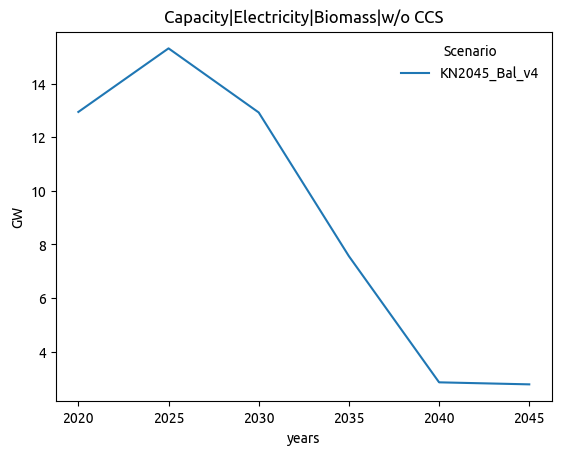 Capacity|Electricity|Biomass|w/o CCS
Scenario
KN2045_Bal_v4
14
12
10
8
6
4
GW
2020 2025 2030 2035 2040 2045
years